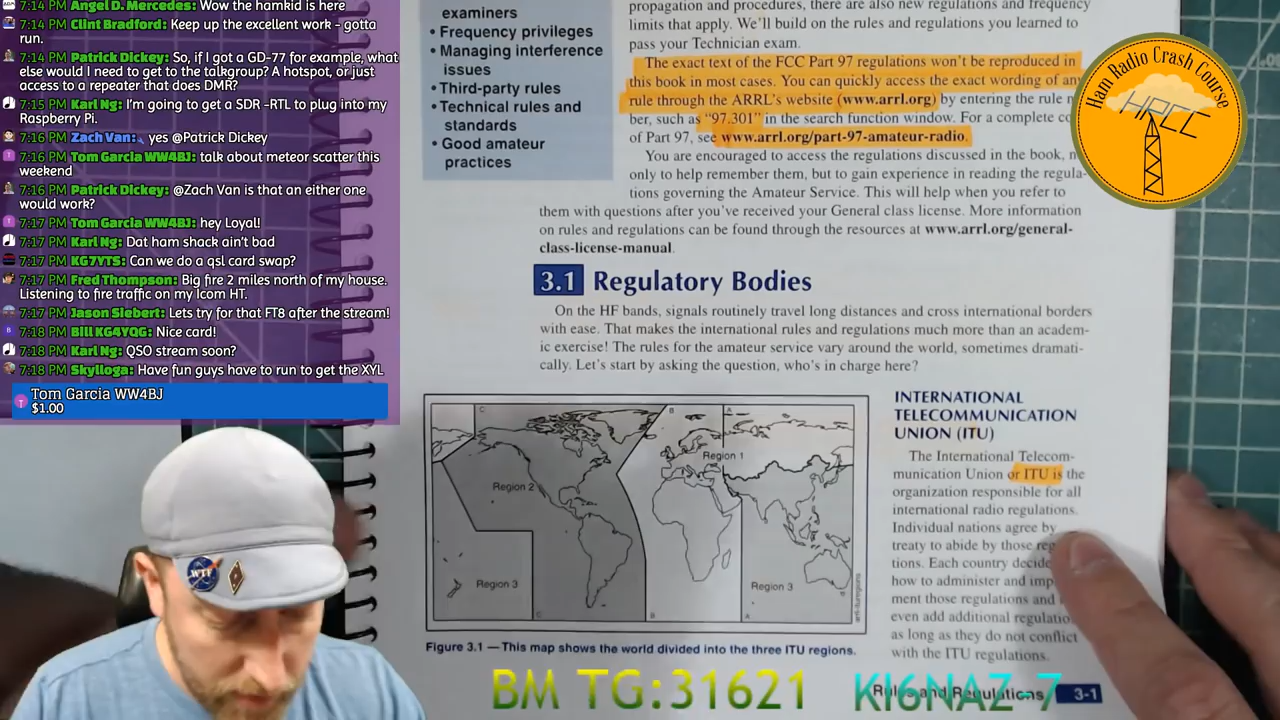 7:14 PM Angel D. Mercedes: Wow the hamkid is here
7:14 PM Clint Bradford: Keep up the excellent work - gotta
run.
7:14 PM Patrick Dickey: So, if I got a GD-77 for example, what
else would I need to get to the talkgroup? A hotspot, or just
access to a repeater that does DMR?
7:15 PM Karl Ng: I'm going to get a SDR -RTL to plug into my
Raspberry Pi.
7:16 PM Zach Van: yes @Patrick Dickey
7:16 PM Tom Garcia WW4BJ: talk about meteor scatter this
weekend
7:16 PM Patrick Dickey: @Zach Van is that an either one
would work?
7:17 PM Tom Garcia WW4BJ: hey Loyal!
7:17 PM Karl Ng: Dat ham shack ain't bad
7:17 PM KG7YTS: Can we do a qsl card swap?
7:17 PM Fred Thompson: Big fire 2 miles north of my house.
Listening to fire traffic on my Icom HT.
7:17 PM Jason Siebert: Lets try for that FT8 after the stream!
7:18 PM Bill KG4YQG: Nice card!
7:18 PM Karl Ng: QSO stream soon?
7:18 PM Skylloga: Have fun guys have to run to get the XYL
Tom Garcia WW4BJ
$1.00
WTF
examiners
• Frequency privileges
• Managing interference
issues
• Third-party rules
• Technical rules and
standards
• Good amateur
practices
propagation and procedures, there are also new regulations and frequency
limits that apply. We'll build on the rules and regulations you learned to
pass your Technician exam.
The exact text of the FCC Part 97 regulations won't be reproduced in
this book in most cases. You can quickly access the exact wording of any
rule through the ARRL's website (www.arrl.org) by entering the rule
ber, such as "97.301" in the search function window. For a complete
of Part 97, see www.arrl.org/part-97-amateur-radio.
You are encouraged to access the regulations discussed in the book,
only to help remember them, but to gain experience in reading the regula-
tions governing the Amateur Service. This will help when you refer to
them with questions after you've received your General class license. More information
on rules and regulations can be found through the resources at www.arrl.org/general-
class-license-manual.
3.1 Regulatory Bodies
On the HF bands, signals routinely travel long distances and cross international borders
with ease. That makes the international rules and regulations much more than an academ-
ic exercise! The rules for the amateur service vary around the world, sometimes dramati-
cally. Let's start by asking the question, who's in charge here?
C B A
Region 1
Region 2
Region 3 Region 3
C B A
Figure 3.1 — This map shows the world divided into the three ITU regions.
INTERNATIONAL
TELECOMMUNICATION
UNION (ITU)
The International Telecom-
munication Union or ITU is the
organization responsible for all
international radio regulations.
Individual nations agree by
treaty to abide by those
tions. Each country
how to administer and
ment those regulations and
even add additional
as long as they do not conflict
with the ITU regulations.
Rules and Regulations 3-1
Ham Radio Crash Course
HRCC
BM TG:31621 KI6NAZ-7